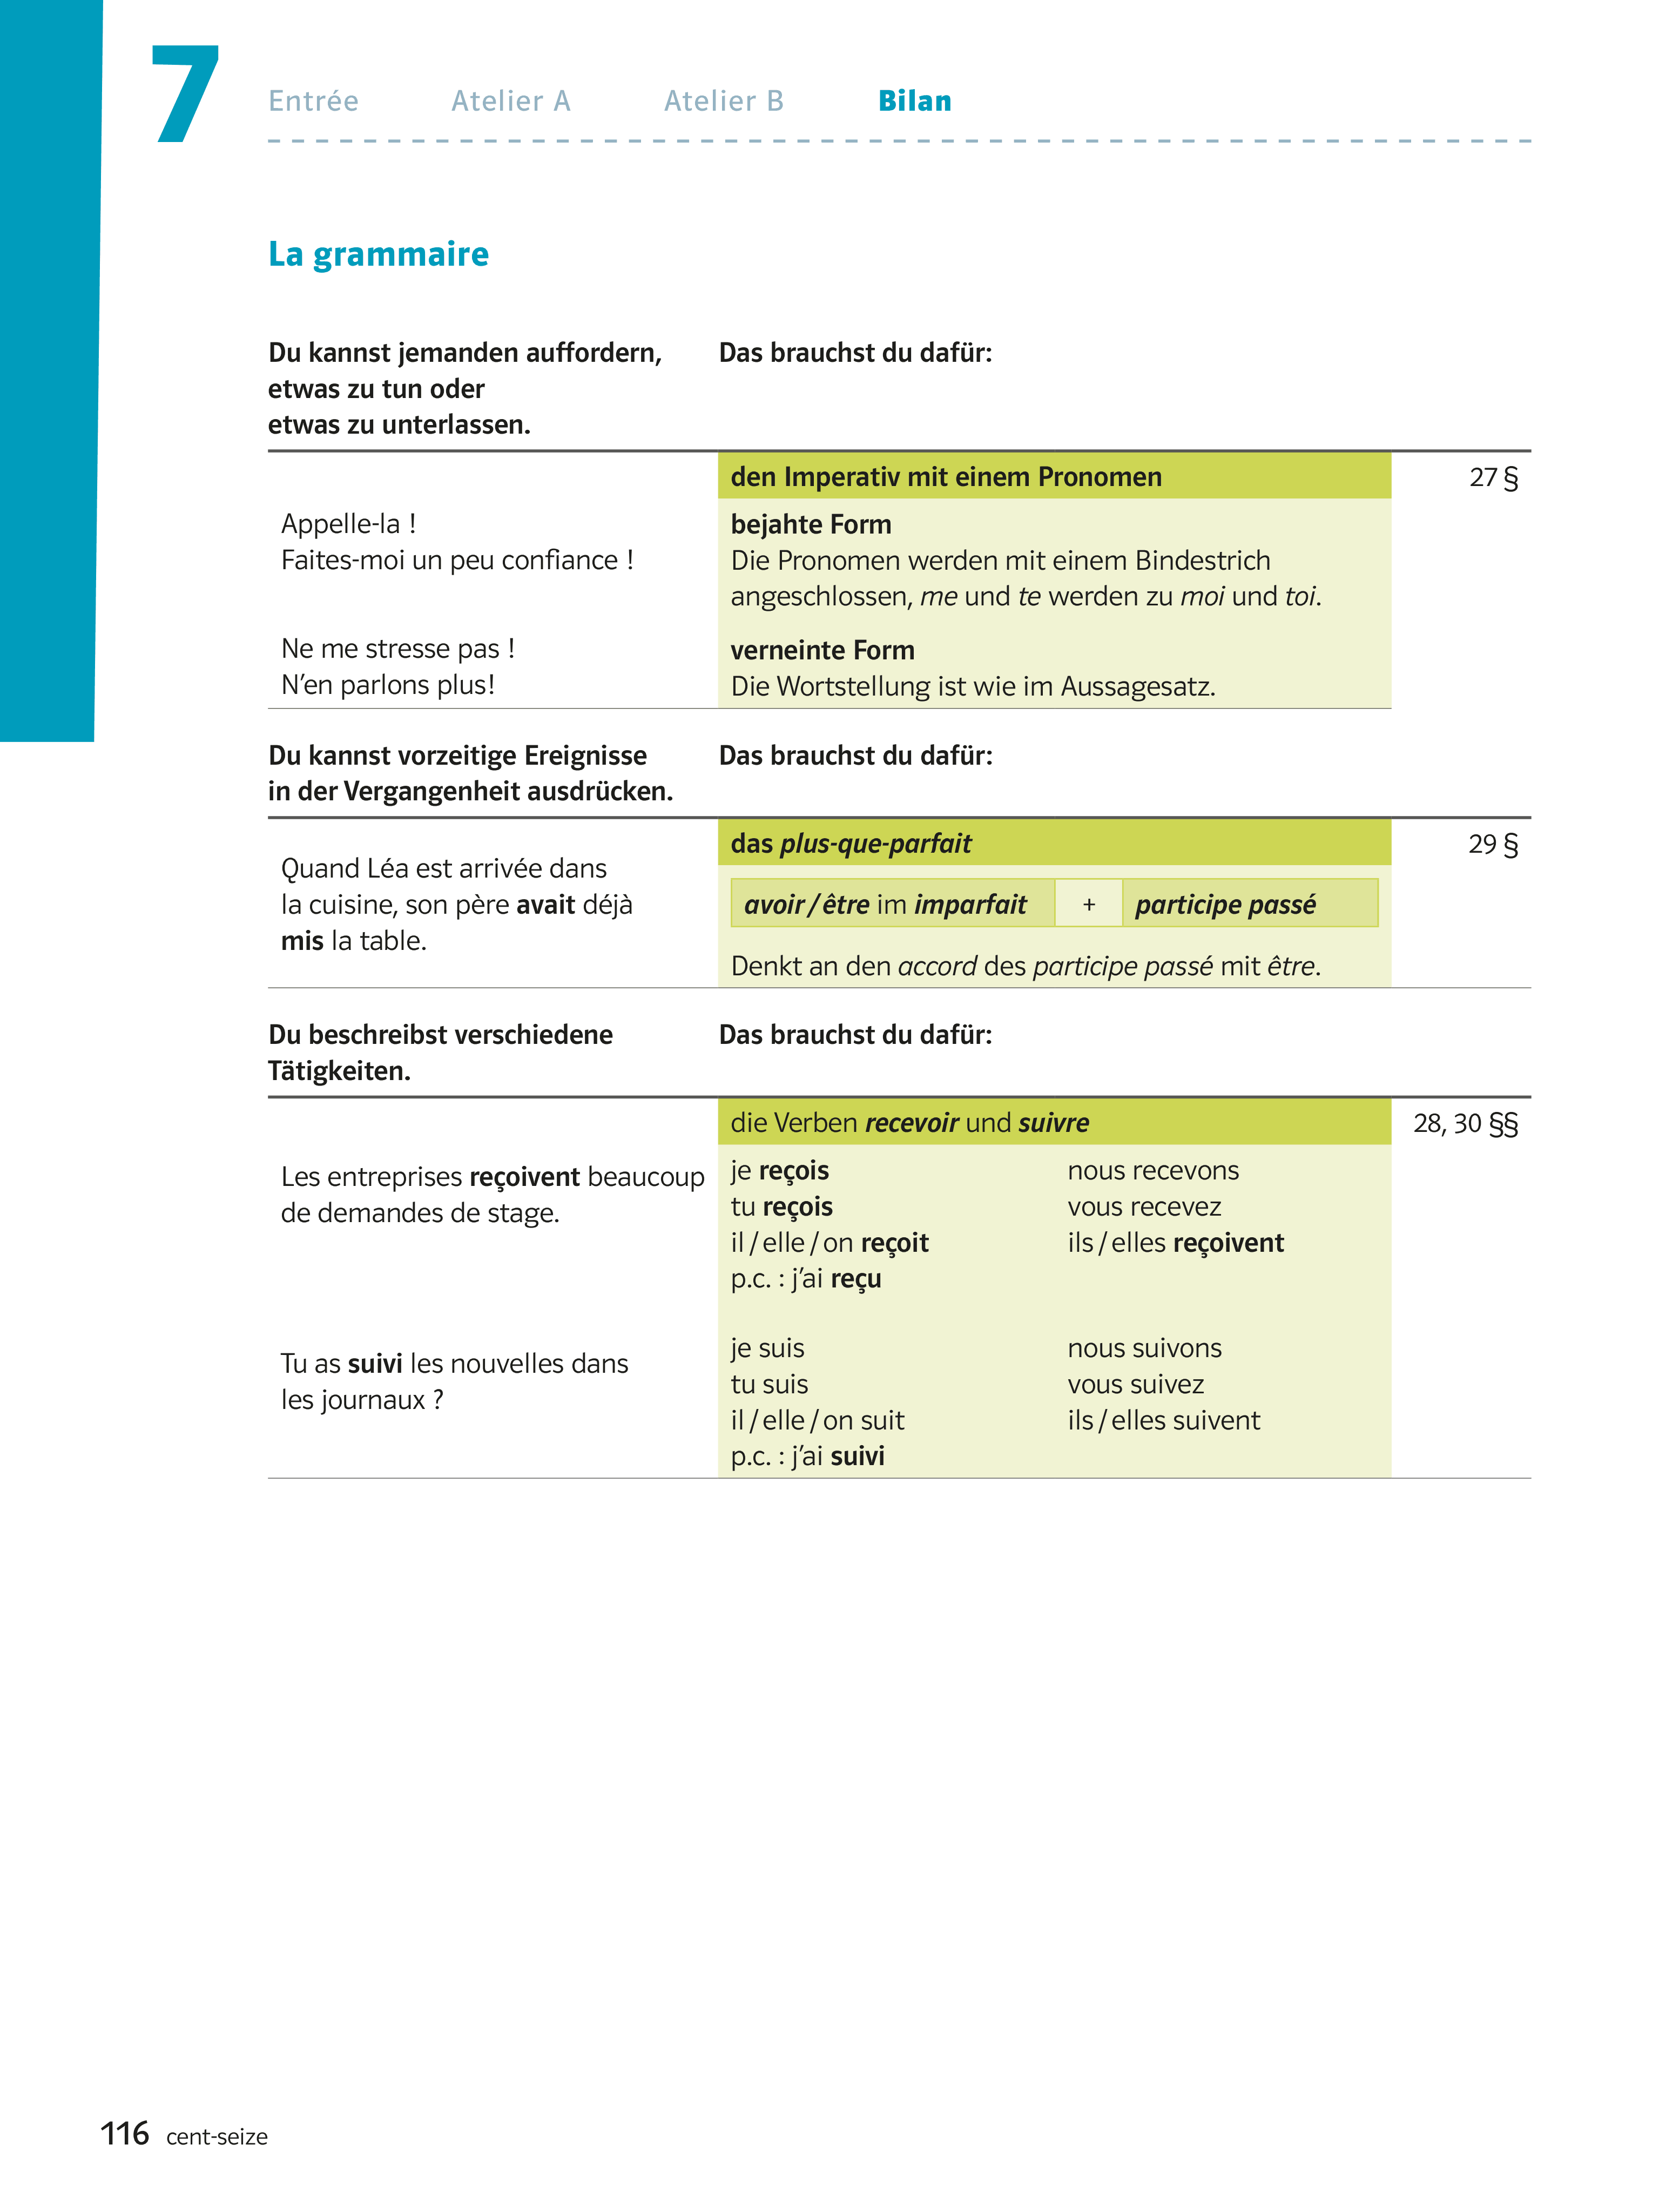 7
Entrée Atelier A Atelier B Bilan
La grammaire
Du kannst jemanden auffordern,
etwas zu tun oder
etwas zu unterlassen.
Das brauchst du dafür:
den Imperativ mit einem Pronomen 27 §
Appelle-la !
Faites-moi un peu confiance !
bejahte Form
Die Pronomen werden mit einem Bindestrich
angeschlossen, me und te werden zu moi und toi.
Ne me stresse pas !
N’en parlons plus!
verneinte Form
Die Wortstellung ist wie im Aussagesatz.
Du kannst vorzeitige Ereignisse
in der Vergangenheit ausdrücken.
Das brauchst du dafür:
das plus-que-parfait 29 §
Quand Léa est arrivée dans
la cuisine, son père avait déjà
mis la table.
avoir / être im imparfait + participe passé
Denkt an den accord des participe passé mit être.
Du beschreibst verschiedene
Tätigkeiten.
Das brauchst du dafür:
die Verben recevoir und suivre 28, 30 §§
Les entreprises reçoivent beaucoup
de demandes de stage.
je reçois nous recevons
tu reçois vous recevez
il / elle / on reçoit ils / elles reçoivent
p.c. : j’ai reçu
Tu as suivi les nouvelles dans
les journaux ?
je suis nous suivons
tu suis vous suivez
il / elle / on suit ils / elles suivent
p.c. : j’ai suivi
116 cent-seize